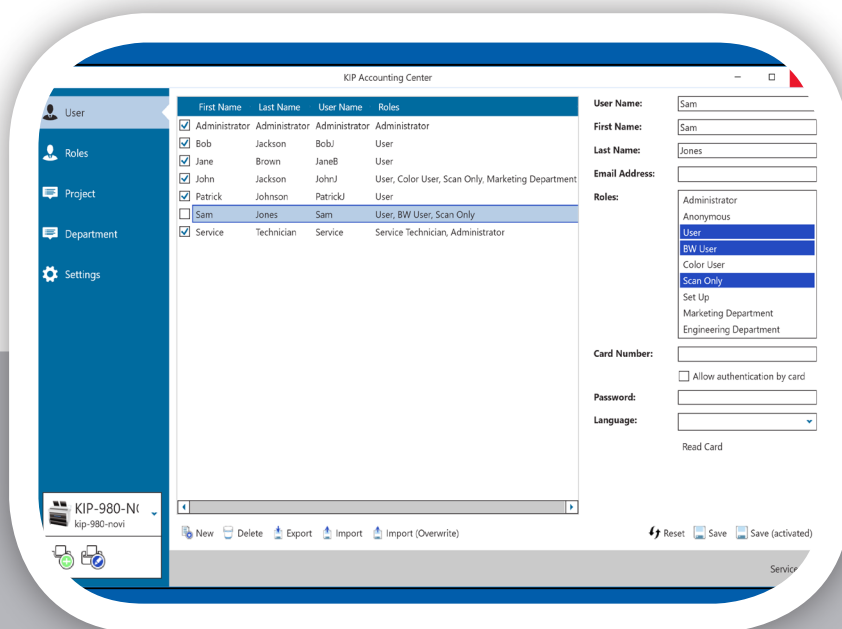 KIP Accounting Center
User
Roles
Project
Department
Settings
First Name Last Name User Name Roles
Administrator Administrator Administrator Administrator
Bob Jackson BobJ User
Jane Brown JaneB User
John Jackson JohnJ User, Color User, Scan Only, Marketing Department
Patrick Johnson PatrickJ User
Sam Jones Sam User, BW User, Scan Only
Service Technician Service Service Technician, Administrator
User Name: Sam
First Name: Sam
Last Name: Jones
Email Address:
Roles:
Administrator
Anonymous
User
BW User
Color User
Scan Only
Set Up
Marketing Department
Engineering Department
Card Number:
Allow authentication by card
Password:
Language:
Read Card
KIP-980-N
kip-980-novi
New Delete Export Import Import (Overwrite)
Reset Save Save (activated)
Service